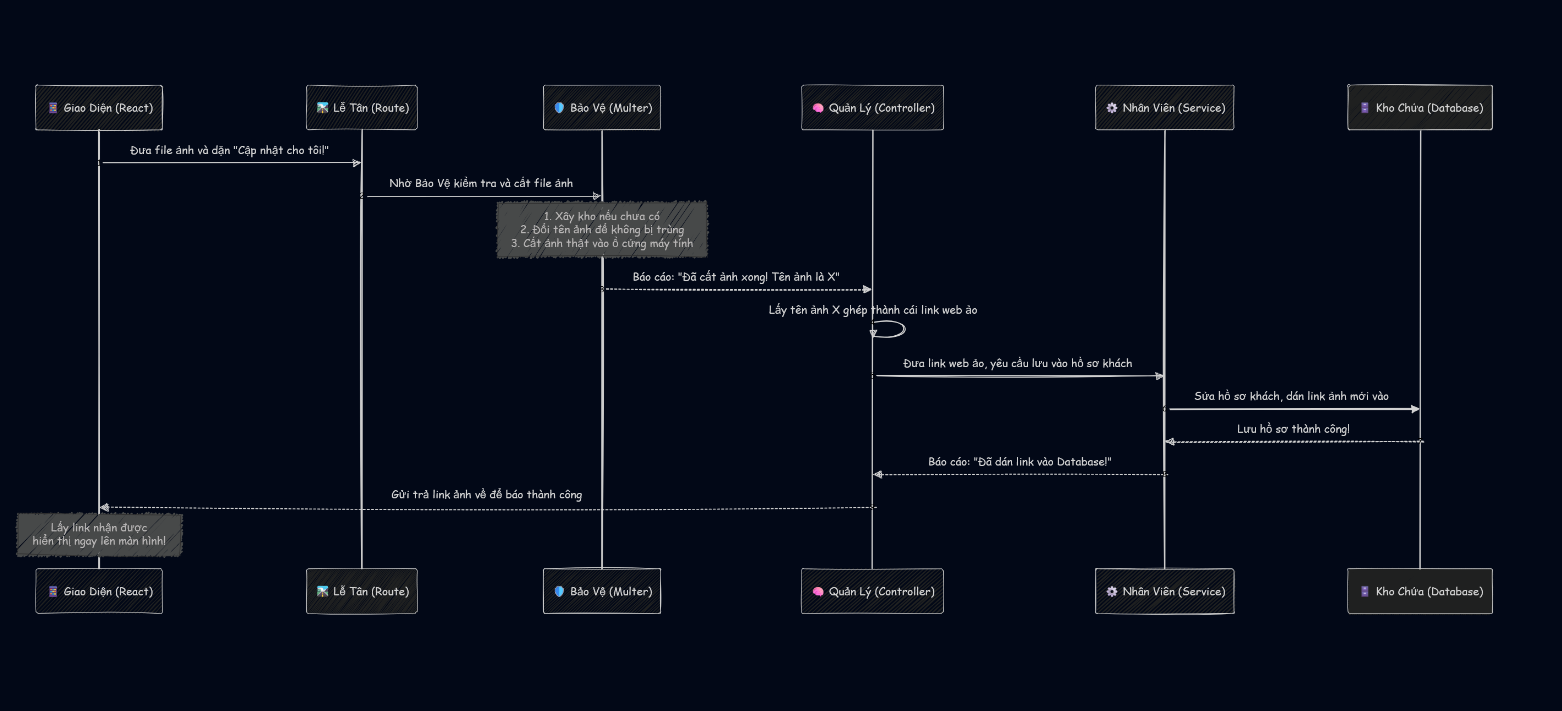 Giao Diện (React)
Lễ Tân (Route)
Bảo Vệ (Multer)
Quản Lý (Controller)
Nhân Viên (Service)
Kho Chứa (Database)
Đưa file ảnh và dặn "Cập nhật cho tôi!"
Nhờ Bảo Vệ kiểm tra và cất file ảnh
1. Xây kho nếu chưa có
2. Đổi tên ảnh để không bị trùng
3. Cất ảnh thật vào ổ cứng máy tính
Báo cáo: "Đã cất ảnh xong! Tên ảnh là X"
Lấy tên ảnh X ghép thành cái link web ảo
Đưa link web ảo, yêu cầu lưu vào hồ sơ khách
Sửa hồ sơ khách, dán link ảnh mới vào
Lưu hồ sơ thành công!
Báo cáo: "Đã dán link vào Database!"
Gửi trả link ảnh về để báo thành công
Lấy link nhận được
hiển thị ngay lên màn hình!
Giao Diện (React)
Lễ Tân (Route)
Bảo Vệ (Multer)
Quản Lý (Controller)
Nhân Viên (Service)
Kho Chứa (Database)